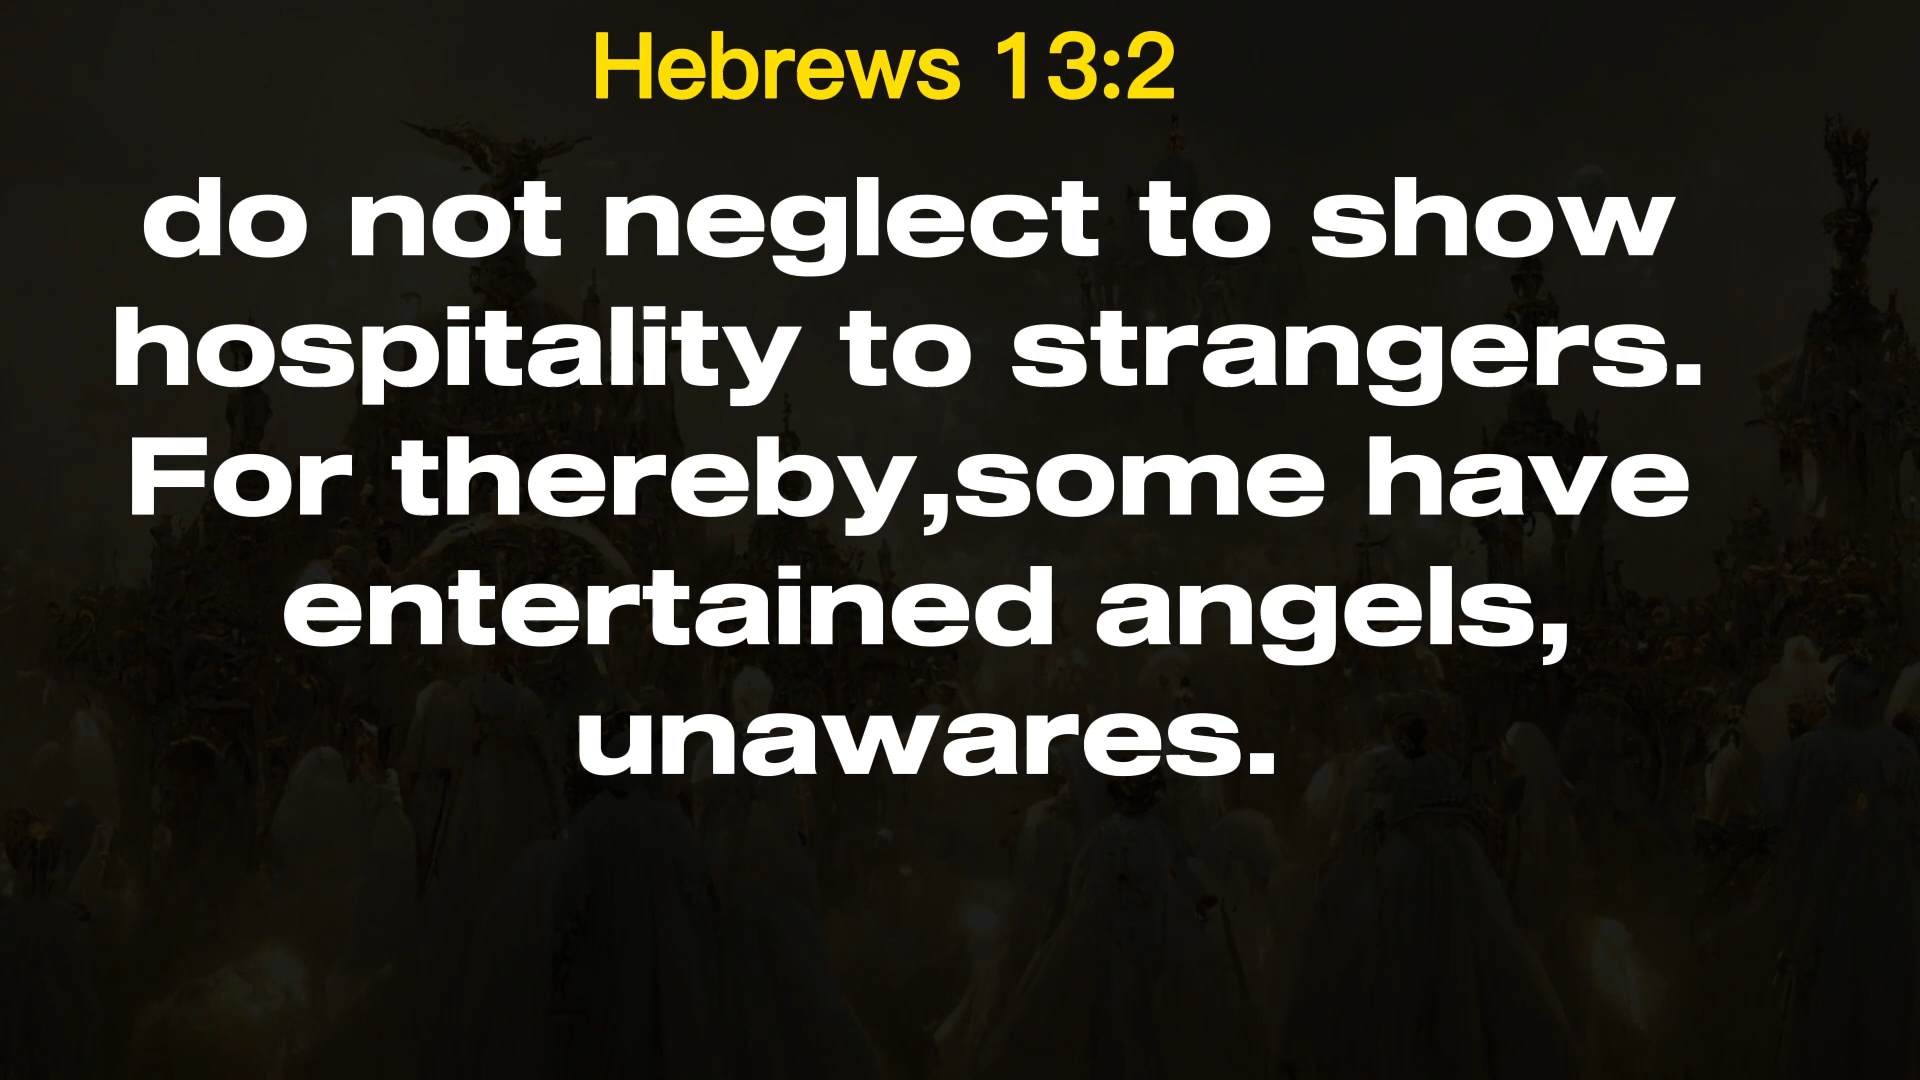 Hebrews 13:2
do not neglect to show
hospitality to strangers.
For thereby,some have
entertained angels,
unawares.